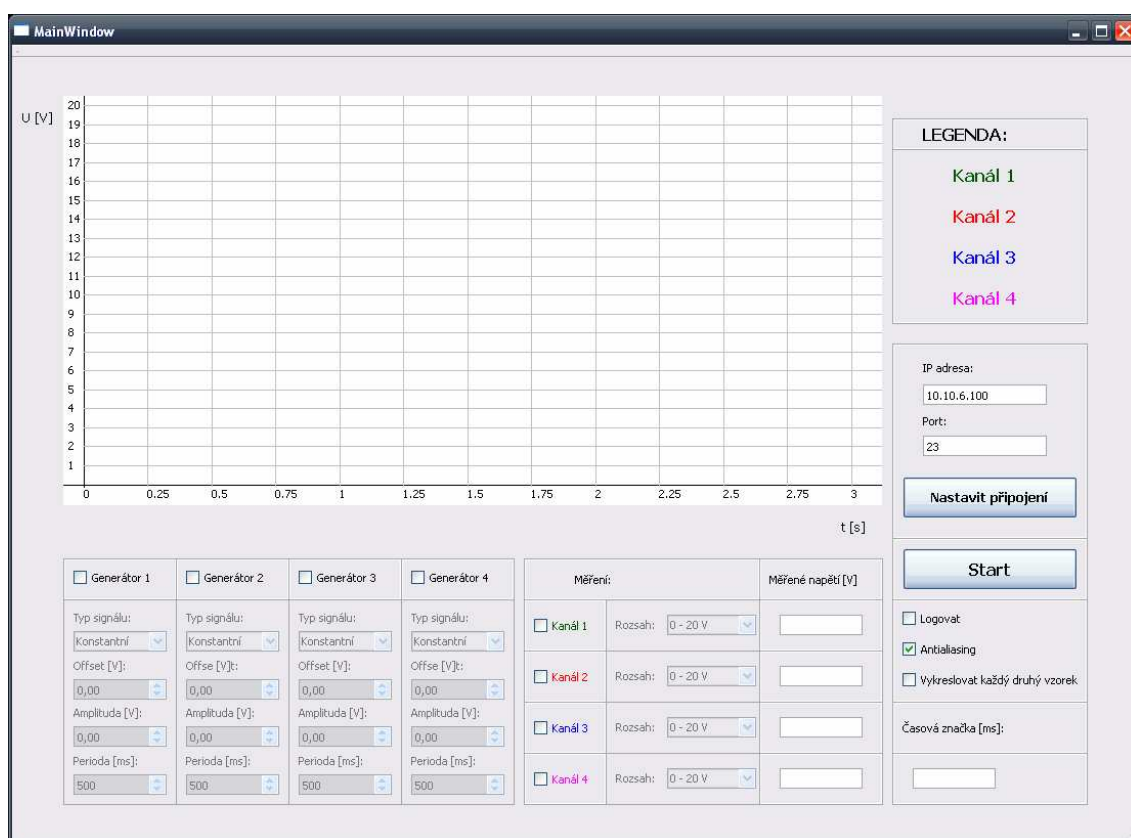 MainWindow
U [V]
20
19
18
17
16
15
14
13
12
11
10
9
8
7
6
5
4
3
2
1
0 0.25 0.5 0.75 1 1.25 1.5 1.75 2 2.25 2.5 2.75 3
t [s]
LEGENDA:
Kanál 1
Kanál 2
Kanál 3
Kanál 4
IP adresa:
10.10.6.100
Port:
23
Nastavit připojení
Start
Generátor 1 Generátor 2 Generátor 3 Generátor 4
Typ signálu: Typ signálu: Typ signálu: Typ signálu:
Konstantní Konstantní Konstantní Konstantní
Offset [V]: Offse [V]t: Offset [V]: Offse [V]t:
0,00 0,00 0,00 0,00
Amplituda [V]: Amplituda [V]: Amplituda [V]: Amplituda [V]:
0,00 0,00 0,00 0,00
Perioda [ms]: Perioda [ms]: Perioda [ms]: Perioda [ms]:
500 500 500 500
Měření: Měřené napětí [V]
Kanál 1 Rozsah: 0 - 20 V
Kanál 2 Rozsah: 0 - 20 V
Kanál 3 Rozsah: 0 - 20 V
Kanál 4 Rozsah: 0 - 20 V
Logovat
Antialiasing
Vykreslovat každý druhý vzorek
Časová značka [ms]: